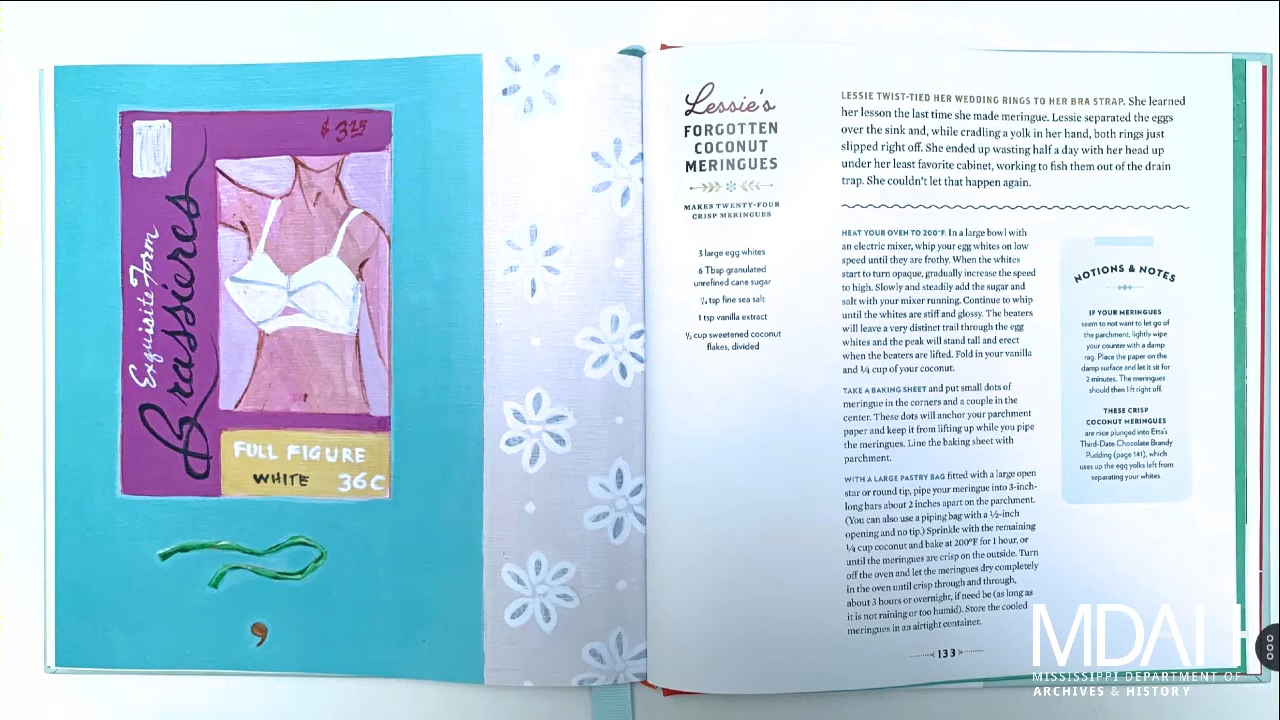 $ 3.25
Exquisite Form
Brassieres
FULL FIGURE
WHITE 36C
Lessie's
FORGOTTEN
COCONUT
MERINGUES
MAKES TWENTY-FOUR
CRISP MERINGUES
3 large egg whites
6 Tbsp granulated
unrefined cane sugar
¼ tsp fine sea salt
1 tsp vanilla extract
½ cup sweetened coconut
flakes, divided
LESSIE TWIST-TIED HER WEDDING RINGS TO HER BRA STRAP. She learned
her lesson the last time she made meringue. Lessie separated the eggs
over the sink and, while cradling a yolk in her hand, both rings just
slipped right off. She ended up wasting half a day with her head up
under her least favorite cabinet, working to fish them out of the drain
trap. She couldn't let that happen again.
HEAT YOUR OVEN TO 200°F. In a large bowl with
an electric mixer, whip your egg whites on low
speed until they are frothy. When the whites
start to turn opaque, gradually increase the speed
to high. Slowly and steadily add the sugar and
salt with your mixer running. Continue to whip
until the whites are stiff and glossy. The beaters
will leave a very distinct trail through the egg
whites and the peak will stand tall and erect
when the beaters are lifted. Fold in your vanilla
and ¼ cup of your coconut.
TAKE A BAKING SHEET and put small dots of
meringue in the corners and a couple in the
center. These dots will anchor your parchment
paper and keep it from lifting up while you pipe
the meringues. Line the baking sheet with
parchment.
WITH A LARGE PASTRY BAG fitted with a large open
star or round tip, pipe your meringue into 3-inch-
long bars about 2 inches apart on the parchment.
(You can also use a piping bag with a ½-inch
opening and no tip.) Sprinkle with the remaining
¼ cup coconut and bake at 200°F for 1 hour, or
until the meringues are crisp on the outside. Turn
off the oven and let the meringues dry completely
in the oven until crisp through and through,
about 3 hours or overnight, if need be (as long as
it is not raining or too humid). Store the cooled
meringues in an airtight container.
NOTIONS & NOTES
IF YOUR MERINGUES
seem to not want to let go of
the parchment, lightly wipe
your counter with a damp
rag. Place the paper on the
damp surface and let it sit for
2 minutes. The meringues
should then lift right off.
THESE CRISP
COCONUT MERINGUES
are nice plunged into Etta's
Third-Date Chocolate Brandy
Pudding (page 141), which
uses up the egg yolks left from
separating your whites.
133
MDAH
MISSISSIPPI DEPARTMENT OF
ARCHIVES & HISTORY